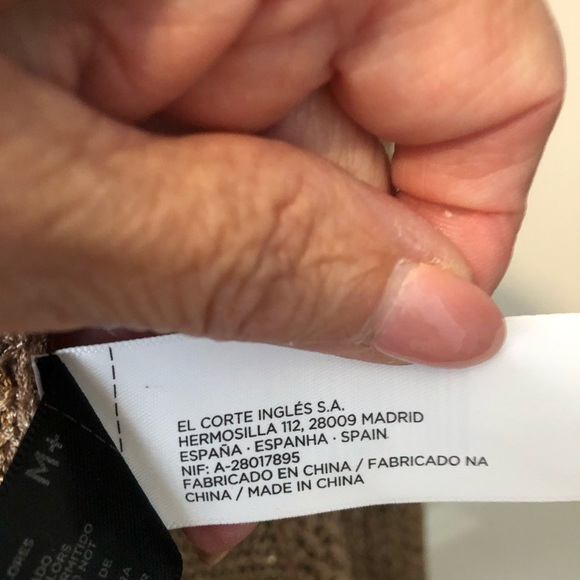 EL CORTE INGLÉS S.A.
HERMOSILLA 112, 28009 MADRID
ESPAÑA · ESPANHA · SPAIN
NIF: A-28017895
FABRICADO EN CHINA / FABRICADO NA
CHINA / MADE IN CHINA
M+